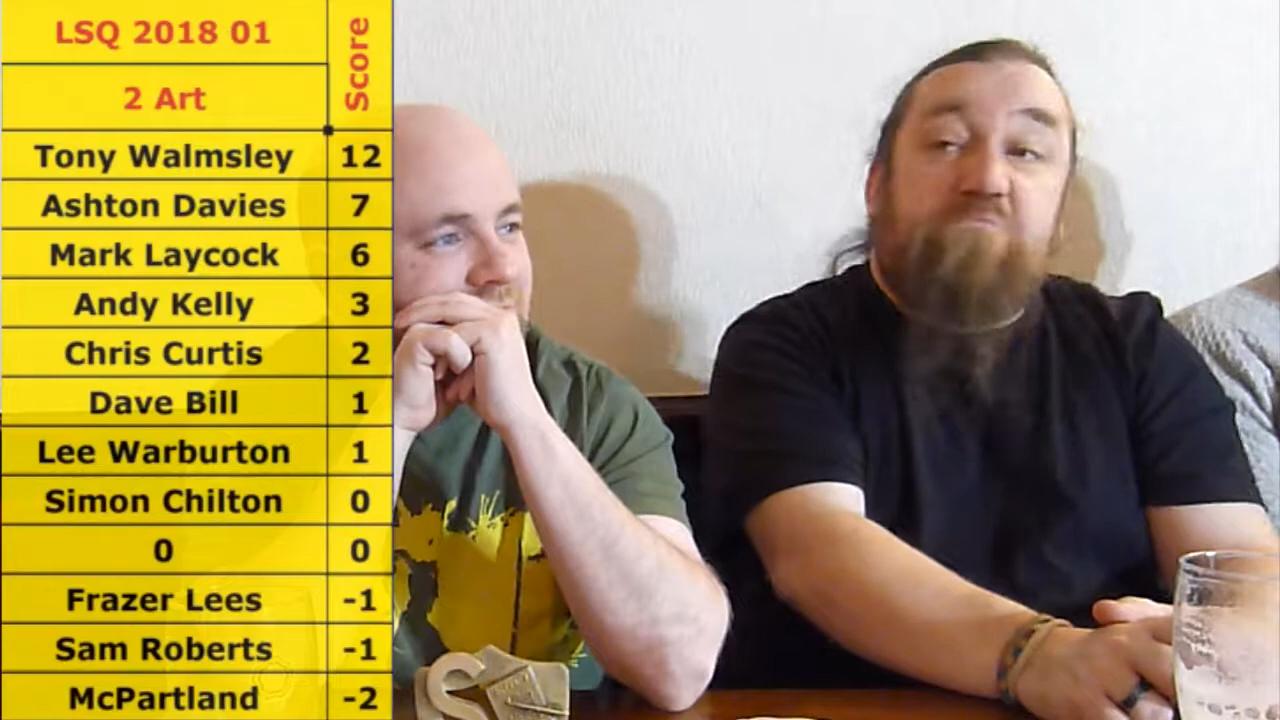 LSQ 2018 01
Score
2 Art
Tony Walmsley 12
Ashton Davies 7
Mark Laycock 6
Andy Kelly 3
Chris Curtis 2
Dave Bill 1
Lee Warburton 1
Simon Chilton 0
0 0
Frazer Lees -1
Sam Roberts -1
McPartland -2